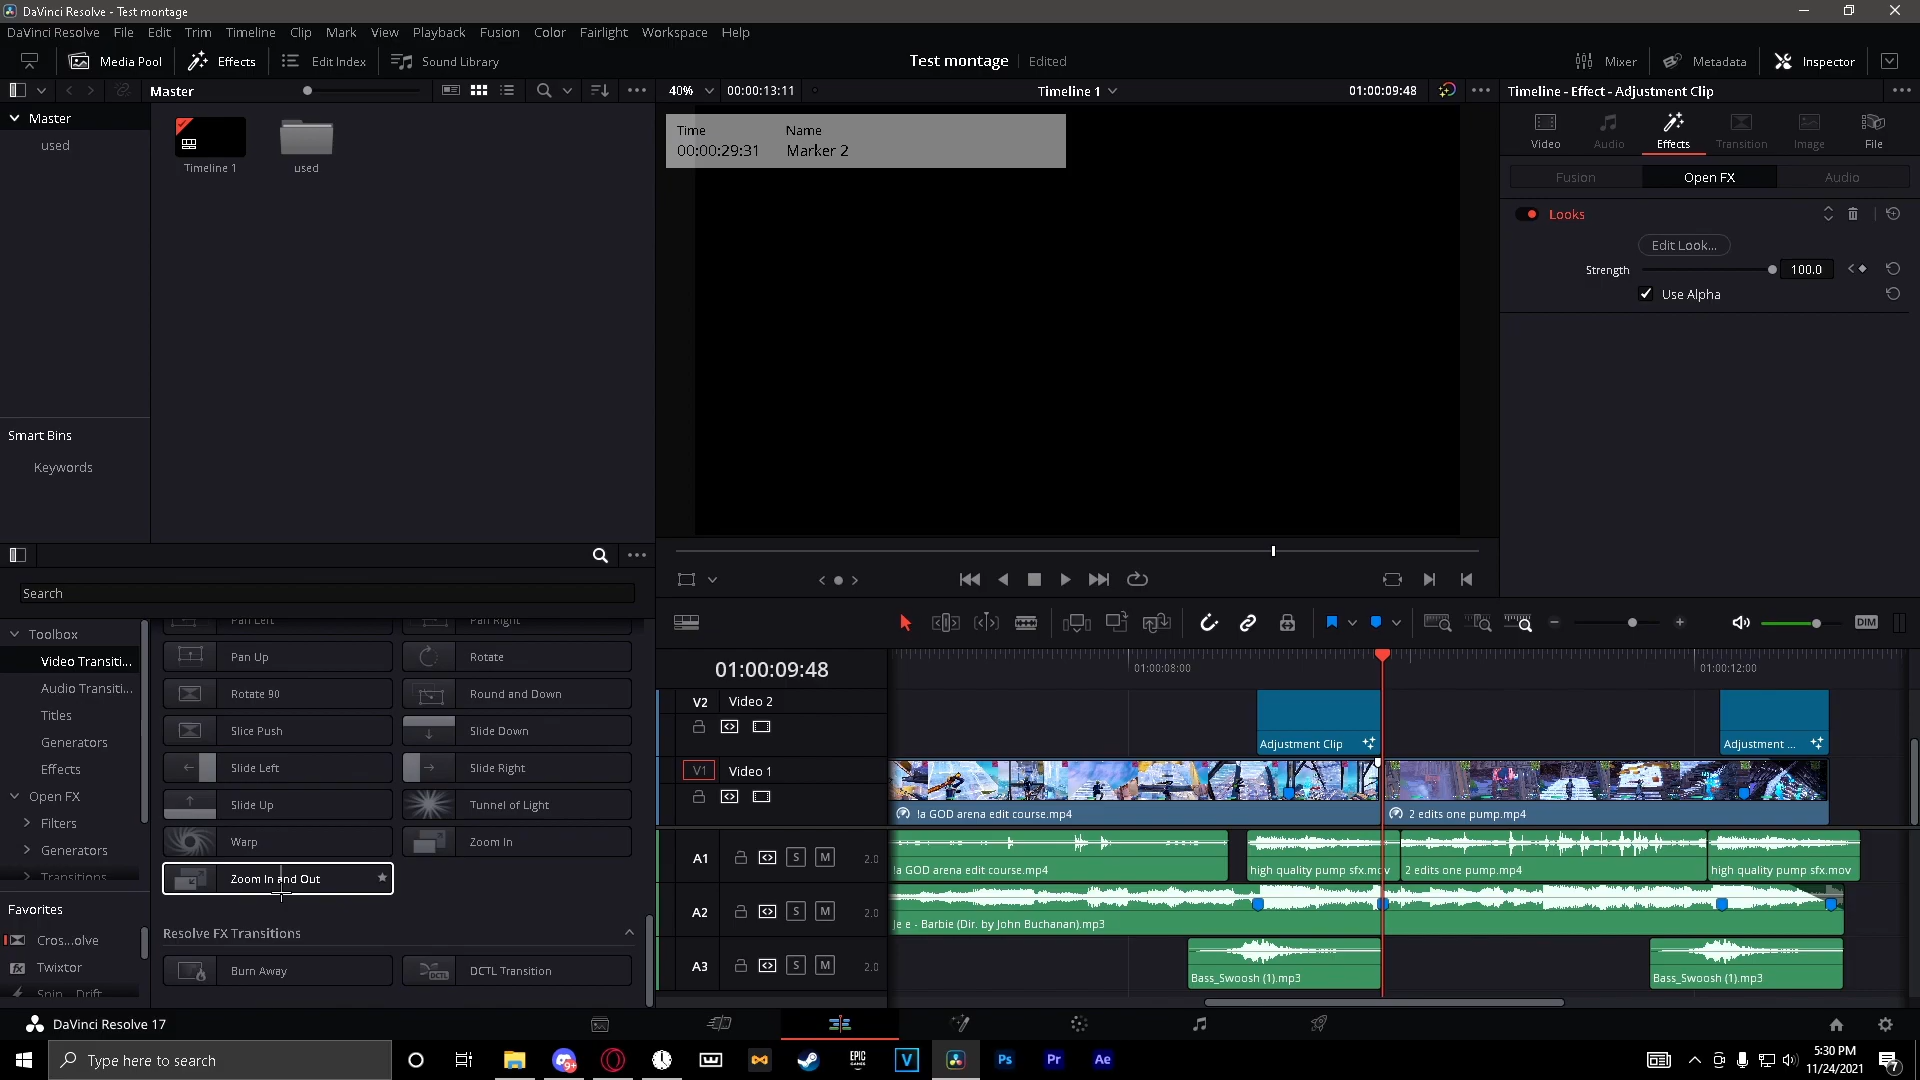 DaVinci Resolve - Test montage
DaVinci Resolve File Edit Trim Timeline Clip Mark View Playback Fusion Color Fairlight Workspace Help
Media Pool Effects Edit Index Sound Library Test montage Edited Mixer Metadata Inspector
Master 40% 00:00:13:11 Timeline 1 01:00:09:48 Timeline - Effect - Adjustment Clip
Master
used
Timeline 1
used
Smart Bins
Keywords
Time Name
00:00:29:31 Marker 2
Video Audio Effects Transition Image File
Fusion Open FX Audio
Looks
Edit Look...
Strength 100.0
Use Alpha
Search
Toolbox
Video Transiti...
Audio Transiti...
Titles
Generators
Effects
Open FX
Filters
Generators
Transitions
Favorites
Cros...olve
Twixtor
Spin_Drift
Pan Left Pan Right
Pan Up Rotate
Rotate 90 Round and Down
Slice Push Slide Down
Slide Left Slide Right
Slide Up Tunnel of Light
Warp Zoom In
Zoom In and Out
Resolve FX Transitions
Burn Away DCTL Transition
DCTL
DIM
01:00:09:48 01:00:08:00 01:00:12:00
V2 Video 2
Adjustment Clip Adjustment ...
V1 Video 1
!a GOD arena edit course.mp4 2 edits one pump.mp4
A1 S M 2.0
!a GOD arena edit course.mp4 high quality pump sfx.mov 2 edits one pump.mp4 high quality pump sfx.mov
A2 S M 2.0
e - Barbie (Dir. by John Buchanan).mp3
A3 S M 2.0
Bass_Swoosh (1).mp3 Bass_Swoosh (1).mp3
DaVinci Resolve 17
Type here to search
9+
EPIC GAMES
V
Ps Pr Ae
5:30 PM
11/24/2021
7